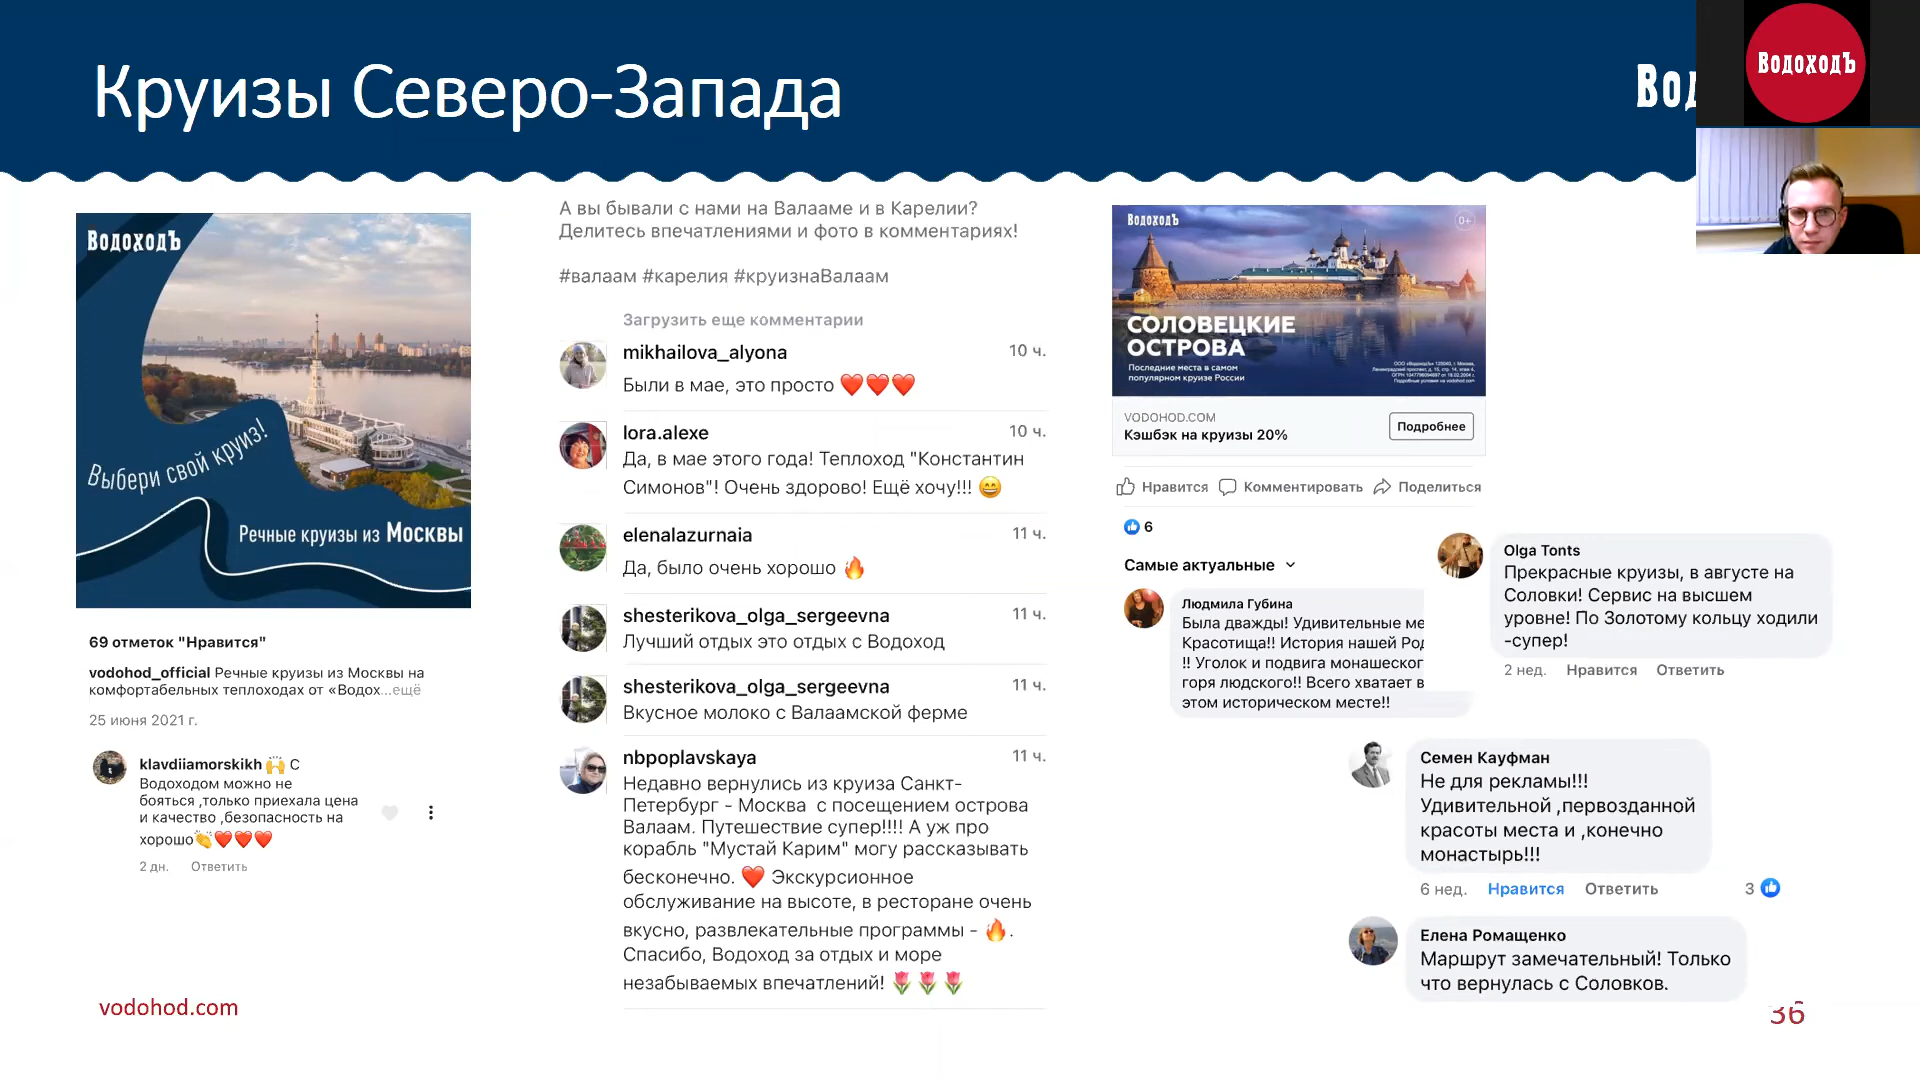 Круизы Северо-Запада
ВодоходЪ
ВодоходЪ
Выбери свой круиз!
Речные круизы из Москвы
69 отметок "Нравится"
vodohod_official Речные круизы из Москвы на
комфортабельных теплоходах от «Водох...ещё
25 июня 2021 г.
klavdiiamorskikh 🙌 С
Водоходом можно не
бояться ,только приехала цена
и качество ,безопасность на
хорошо👏❤️❤️❤️
2 дн. Ответить
vodohod.com
А вы бывали с нами на Валааме и в Карелии?
Делитесь впечатлениями и фото в комментариях!
#валаам #карелия #круизнаВалаам
Загрузить еще комментарии
mikhailova_alyona 10 ч.
Были в мае, это просто ❤️❤️❤️
lora.alexe 10 ч.
Да, в мае этого года! Теплоход "Константин
Симонов"! Очень здорово! Ещё хочу!!! 😄
elenalazurnaia 11 ч.
Да, было очень хорошо 🔥
shesterikova_olga_sergeevna 11 ч.
Лучший отдых это отдых с Водоход
shesterikova_olga_sergeevna 11 ч.
Вкусное молоко с Валаамской ферме
nbpoplavskaya 11 ч.
Недавно вернулись из круиза Санкт-
Петербург - Москва с посещением острова
Валаам. Путешествие супер!!!! А уж про
корабль "Мустай Карим" могу рассказывать
бесконечно. ❤️ Экскурсионное
обслуживание на высоте, в ресторане очень
вкусно, развлекательные программы - 🔥.
Спасибо, Водоход за отдых и море
незабываемых впечатлений! 🌷🌷🌷
ВодоходЪ 0+
СОЛОВЕЦКИЕ
ОСТРОВА
Последние места в самом
популярном круизе России
VODOHOD.COM
Кэшбэк на круизы 20%
Подробнее
Нравится Комментировать Поделиться
6
Самые актуальные
Людмила Губина
Была дважды! Удивительные ме
Красотища!! История нашей Род
!! Уголок и подвига монашеског
горя людского!! Всего хватает в
этом историческом месте!!
Olga Tonts
Прекрасные круизы, в августе на
Соловки! Сервис на высшем
уровне! По Золотому кольцу ходили
-супер!
2 нед. Нравится Ответить
Семен Кауфман
Не для рекламы!!!
Удивительной ,первозданной
красоты места и ,конечно
монастырь!!!
6 нед. Нравится Ответить 3
Елена Ромащенко
Маршрут замечательный! Только
что вернулась с Соловков.
36